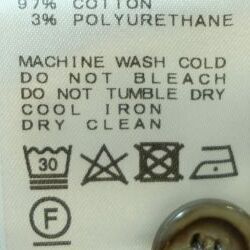 97% COTTON
3% POLYURETHANE
MACHINE WASH COLD
DO NOT BLEACH
DO NOT TUMBLE DRY
COOL IRON
DRY CLEAN
30
F